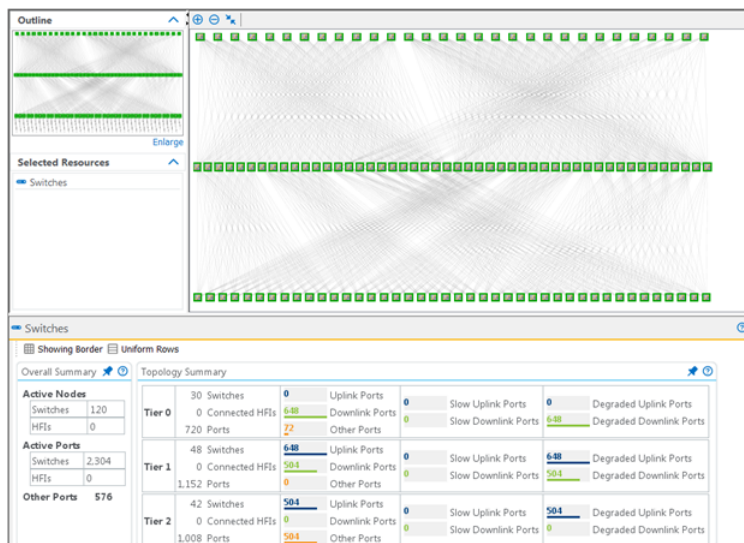 Outline
Enlarge
Selected Resources
Switches
Switches
Showing Border Uniform Rows
Overall Summary
Active Nodes
Switches 120
HFIs 0
Active Ports
Switches 2,304
HFIs 0
Other Ports 576
Topology Summary
Tier 0
30 Switches
0 Connected HFIs
720 Ports
0 Uplink Ports
648 Downlink Ports
72 Other Ports
0 Slow Uplink Ports
0 Slow Downlink Ports
0 Degraded Uplink Ports
648 Degraded Downlink Ports
Tier 1
48 Switches
0 Connected HFIs
1,152 Ports
648 Uplink Ports
504 Downlink Ports
0 Other Ports
0 Slow Uplink Ports
0 Slow Downlink Ports
648 Degraded Uplink Ports
504 Degraded Downlink Ports
Tier 2
42 Switches
0 Connected HFIs
1,008 Ports
504 Uplink Ports
0 Downlink Ports
504 Other Ports
0 Slow Uplink Ports
0 Slow Downlink Ports
504 Degraded Uplink Ports
0 Degraded Downlink Ports